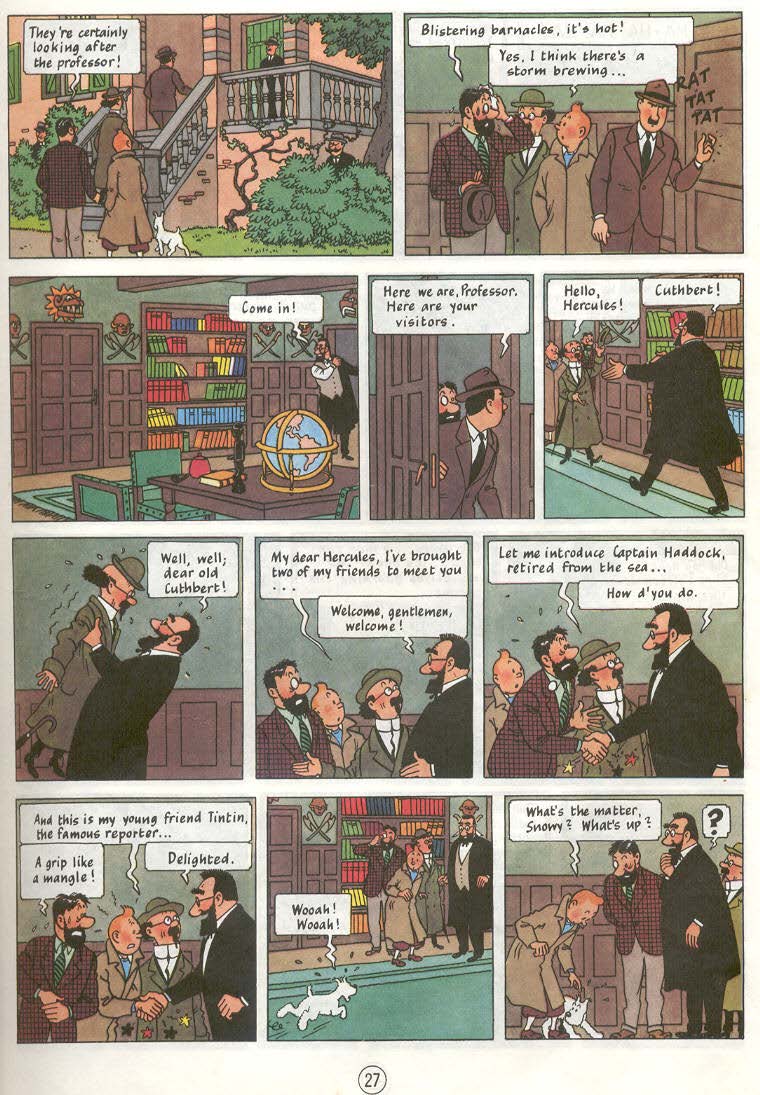 They're certainly
looking after
the professor!
Blistering barnacles, it's hot!
Yes, I think there's a
storm brewing...
RAT
TAT
TAT
Come in!
Here we are, Professor.
Here are your
visitors.
Hello,
Hercules!
Cuthbert!
Well, well;
dear old
Cuthbert!
My dear Hercules, I've brought
two of my friends to meet you
...
Welcome, gentlemen,
welcome!
Let me introduce Captain Haddock,
retired from the sea...
How d'you do.
And this is my young friend Tintin,
the famous reporter...
A grip like
a mangle!
Delighted.
Wooah!
Wooah!
What's the matter,
Snowy? What's up?
?
27